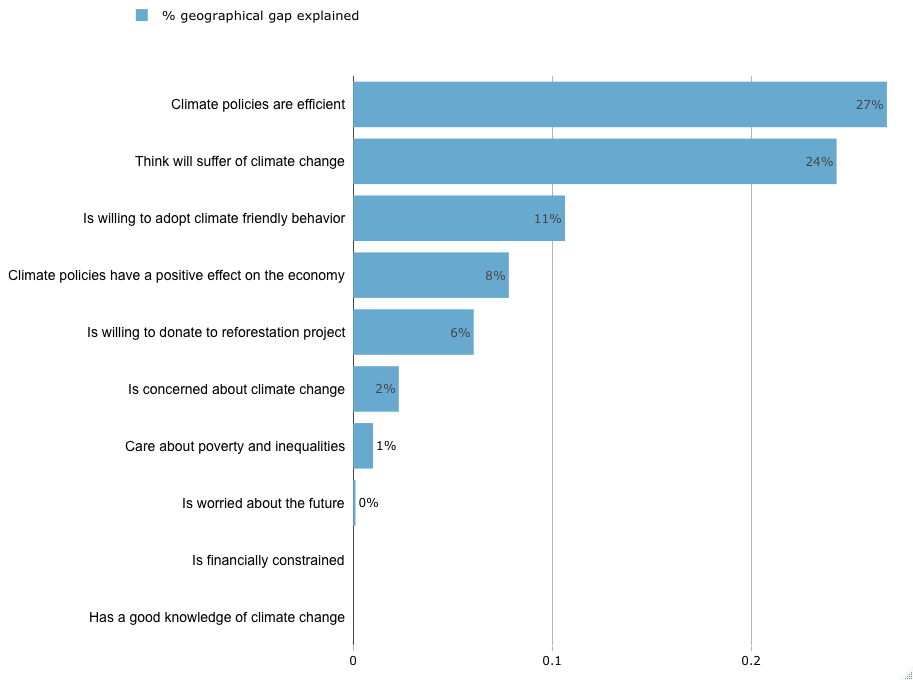 % geographical gap explained
Climate policies are efficient 27%
Think will suffer of climate change 24%
Is willing to adopt climate friendly behavior 11%
Climate policies have a positive effect on the economy 8%
Is willing to donate to reforestation project 6%
Is concerned about climate change 2%
Care about poverty and inequalities 1%
Is worried about the future 0%
Is financially constrained
Has a good knowledge of climate change
0 0.1 0.2